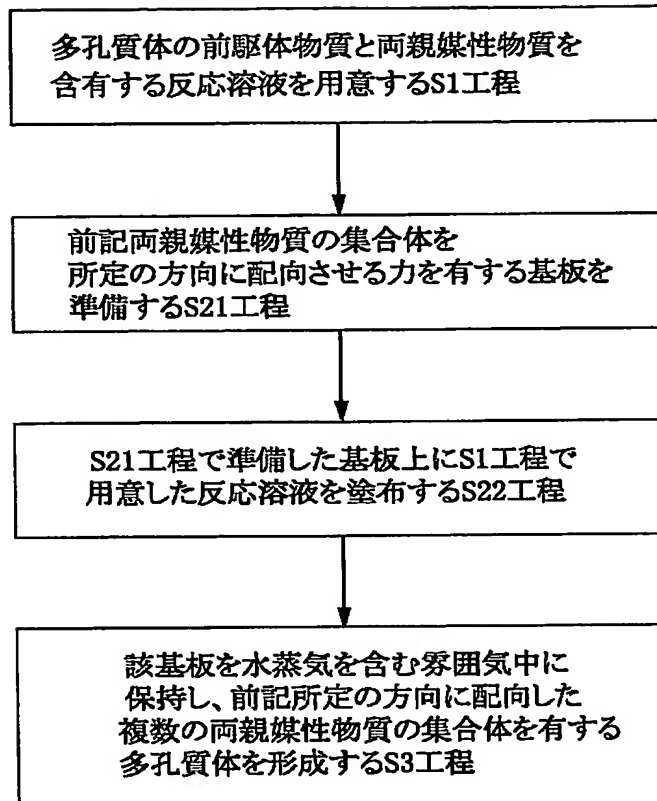 多孔質体の前駆体物質と両親媒性物質を
含有する反応溶液を用意するS1工程
前記両親媒性物質の集合体を
所定の方向に配向させる力を有する基板を
準備するS21工程
S21工程で準備した基板上にS1工程で
用意した反応溶液を塗布するS22工程
該基板を水蒸気を含む雰囲気中に
保持し、前記所定の方向に配向した
複数の両親媒性物質の集合体を有する
多孔質体を形成するS3工程